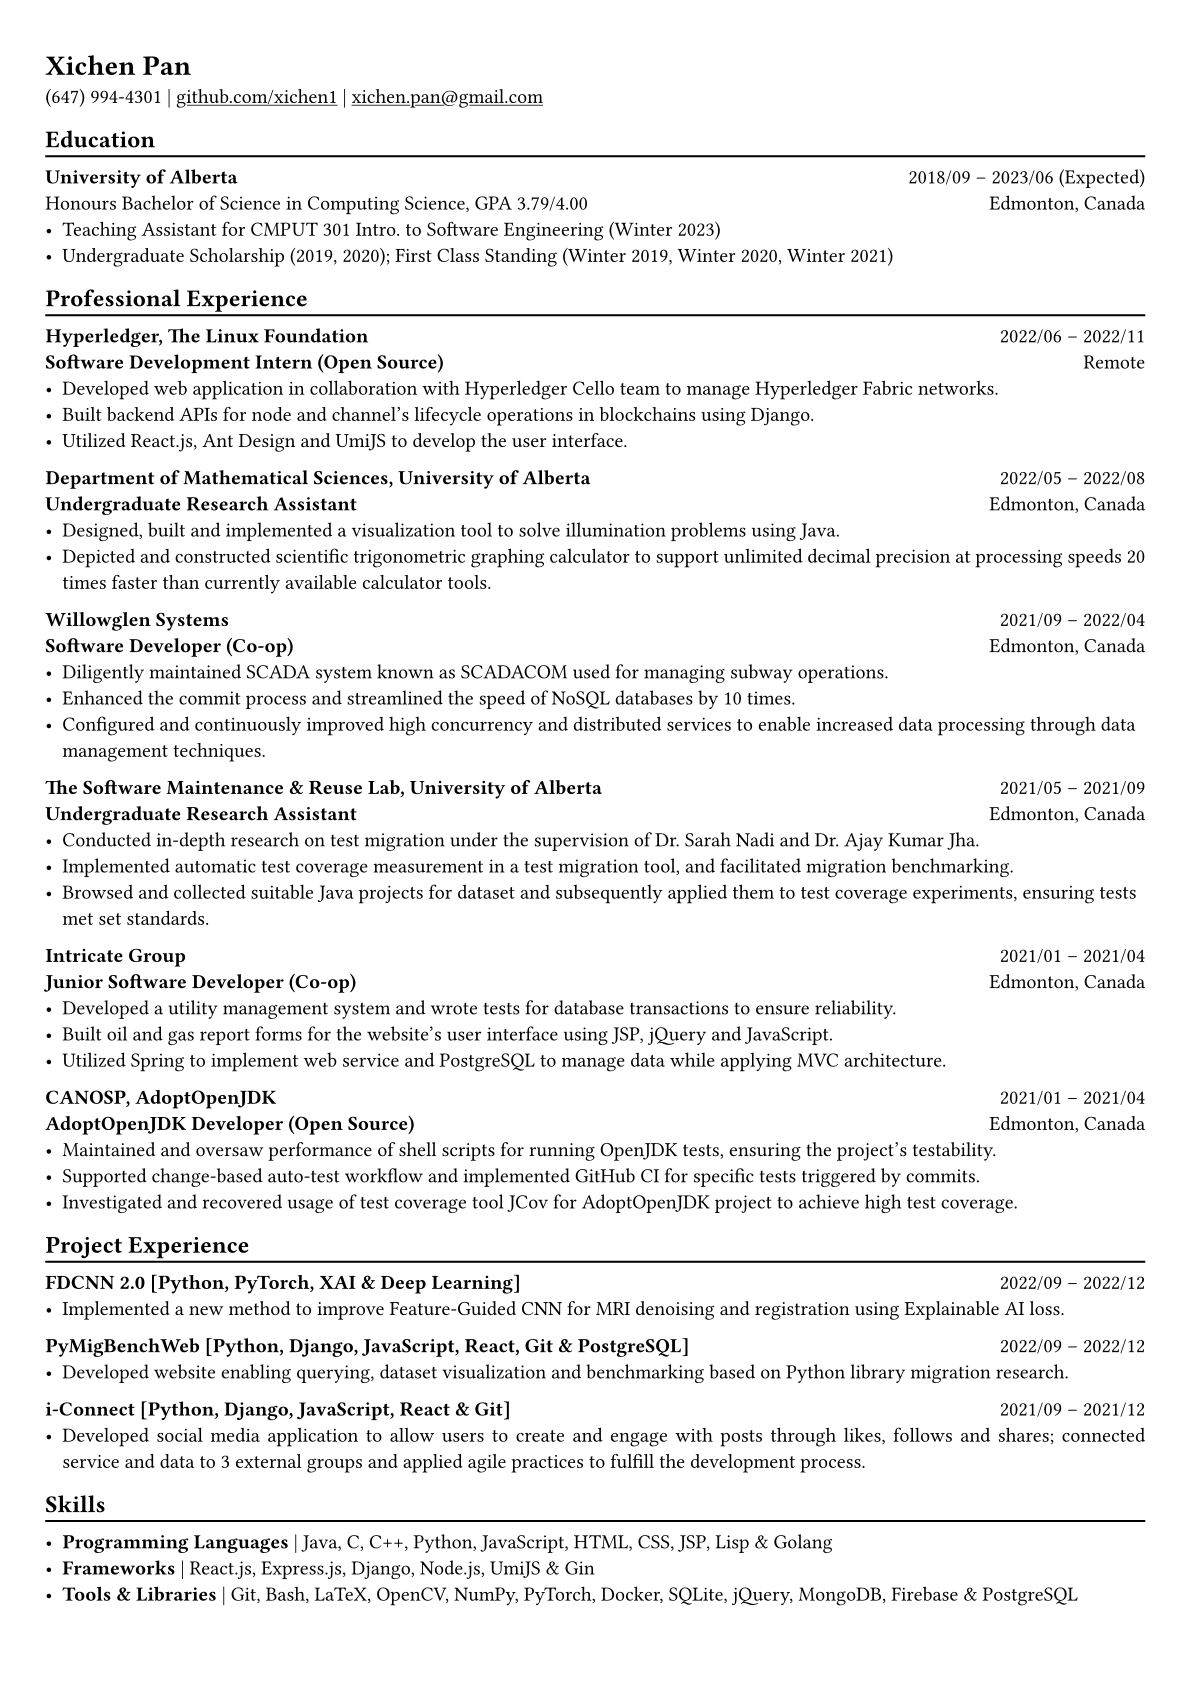 Xichen Pan
(647) 994-4301 | github.com/xichen1 | xichen.pan@gmail.com
Education
University of Alberta 2018/09 – 2023/06 (Expected)
Honours Bachelor of Science in Computing Science, GPA 3.79/4.00 Edmonton, Canada
• Teaching Assistant for CMPUT 301 Intro. to Software Engineering (Winter 2023)
• Undergraduate Scholarship (2019, 2020); First Class Standing (Winter 2019, Winter 2020, Winter 2021)
Professional Experience
Hyperledger, The Linux Foundation 2022/06 – 2022/11
Software Development Intern (Open Source) Remote
• Developed web application in collaboration with Hyperledger Cello team to manage Hyperledger Fabric networks.
• Built backend APIs for node and channel’s lifecycle operations in blockchains using Django.
• Utilized React.js, Ant Design and UmiJS to develop the user interface.
Department of Mathematical Sciences, University of Alberta 2022/05 – 2022/08
Undergraduate Research Assistant Edmonton, Canada
• Designed, built and implemented a visualization tool to solve illumination problems using Java.
• Depicted and constructed scientific trigonometric graphing calculator to support unlimited decimal precision at processing speeds 20
times faster than currently available calculator tools.
Willowglen Systems 2021/09 – 2022/04
Software Developer (Co-op) Edmonton, Canada
• Diligently maintained SCADA system known as SCADACOM used for managing subway operations.
• Enhanced the commit process and streamlined the speed of NoSQL databases by 10 times.
• Configured and continuously improved high concurrency and distributed services to enable increased data processing through data
management techniques.
The Software Maintenance & Reuse Lab, University of Alberta 2021/05 – 2021/09
Undergraduate Research Assistant Edmonton, Canada
• Conducted in-depth research on test migration under the supervision of Dr. Sarah Nadi and Dr. Ajay Kumar Jha.
• Implemented automatic test coverage measurement in a test migration tool, and facilitated migration benchmarking.
• Browsed and collected suitable Java projects for dataset and subsequently applied them to test coverage experiments, ensuring tests
met set standards.
Intricate Group 2021/01 – 2021/04
Junior Software Developer (Co-op) Edmonton, Canada
• Developed a utility management system and wrote tests for database transactions to ensure reliability.
• Built oil and gas report forms for the website’s user interface using JSP, jQuery and JavaScript.
• Utilized Spring to implement web service and PostgreSQL to manage data while applying MVC architecture.
CANOSP, AdoptOpenJDK 2021/01 – 2021/04
AdoptOpenJDK Developer (Open Source) Edmonton, Canada
• Maintained and oversaw performance of shell scripts for running OpenJDK tests, ensuring the project’s testability.
• Supported change-based auto-test workflow and implemented GitHub CI for specific tests triggered by commits.
• Investigated and recovered usage of test coverage tool JCov for AdoptOpenJDK project to achieve high test coverage.
Project Experience
FDCNN 2.0 [Python, PyTorch, XAI & Deep Learning] 2022/09 – 2022/12
• Implemented a new method to improve Feature-Guided CNN for MRI denoising and registration using Explainable AI loss.
PyMigBenchWeb [Python, Django, JavaScript, React, Git & PostgreSQL] 2022/09 – 2022/12
• Developed website enabling querying, dataset visualization and benchmarking based on Python library migration research.
i-Connect [Python, Django, JavaScript, React & Git] 2021/09 – 2021/12
• Developed social media application to allow users to create and engage with posts through likes, follows and shares; connected
service and data to 3 external groups and applied agile practices to fulfill the development process.
Skills
• Programming Languages | Java, C, C++, Python, JavaScript, HTML, CSS, JSP, Lisp & Golang
• Frameworks | React.js, Express.js, Django, Node.js, UmiJS & Gin
• Tools & Libraries | Git, Bash, LaTeX, OpenCV, NumPy, PyTorch, Docker, SQLite, jQuery, MongoDB, Firebase & PostgreSQL